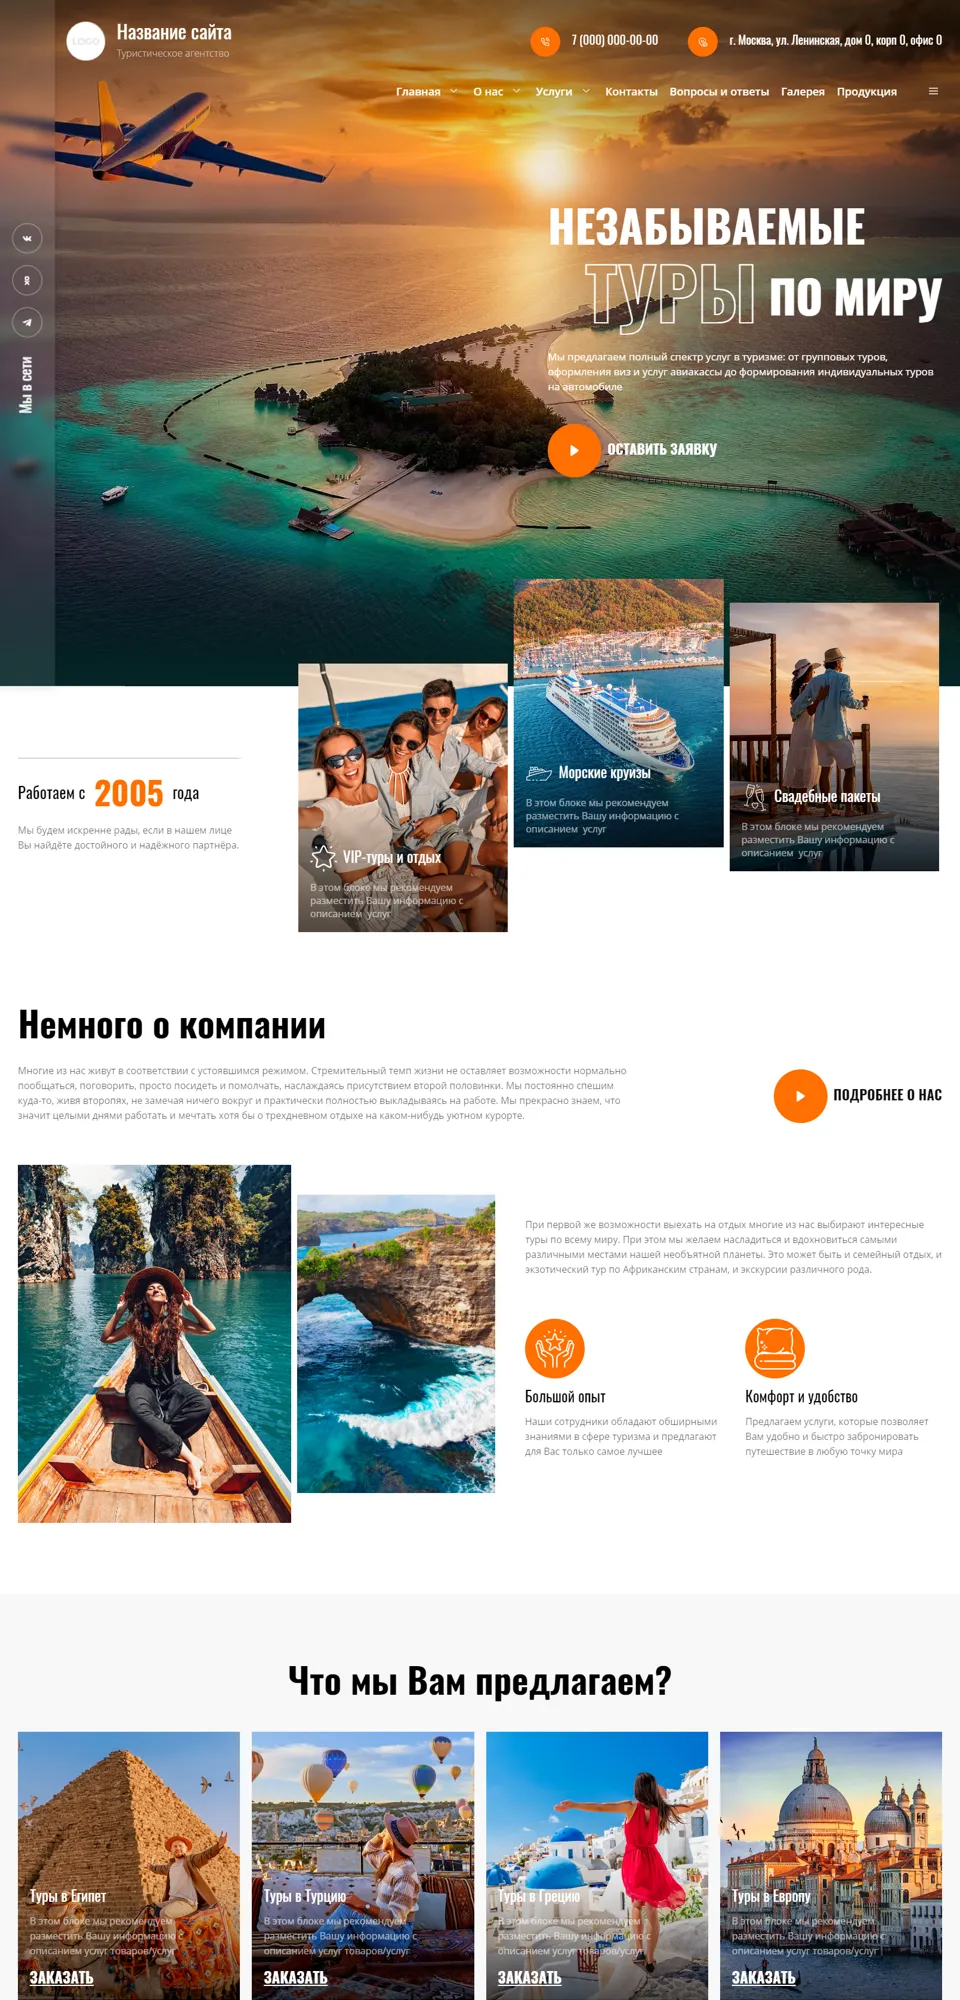 LOGO
Название сайта
Туристическое агентство
7 (000) 000-00-00
г. Москва, ул. Ленинская, дом 0, корп 0, офис 0
Главная
О нас
Услуги
Контакты
Вопросы и ответы
Галерея
Продукция
Мы в сети
НЕЗАБЫВАЕМЫЕ
ТУРЫ ПО МИРУ
Мы предлагаем полный спектр услуг в туризме: от групповых туров,
оформления виз и услуг авиакассы до формирования индивидуальных туров
на автомобиле
ОСТАВИТЬ ЗАЯВКУ
Работаем с 2005 года
Мы будем искренне рады, если в нашем лице
Вы найдёте достойного и надёжного партнёра.
VIP-туры и отдых
В этом блоке мы рекомендуем
разместить Вашу информацию с
описанием услуг
Морские круизы
В этом блоке мы рекомендуем
разместить Вашу информацию с
описанием услуг
Свадебные пакеты
В этом блоке мы рекомендуем
разместить Вашу информацию с
описанием услуг
Немного о компании
Многие из нас живут в соответствии с устоявшимся режимом. Стремительный темп жизни не оставляет возможности нормально
пообщаться, поговорить, просто посидеть и помолчать, наслаждаясь присутствием второй половинки. Мы постоянно спешим
куда-то, живя второпях, не замечая ничего вокруг и практически полностью выкладываясь на работе. Мы прекрасно знаем, что
значит целыми днями работать и мечтать хотя бы о трехдневном отдыхе на каком-нибудь уютном курорте.
ПОДРОБНЕЕ О НАС
При первой же возможности выехать на отдых многие из нас выбирают интересные
туры по всему миру. При этом мы желаем насладиться и вдохновиться самыми
различными местами нашей необъятной планеты. Это может быть и семейный отдых, и
экзотический тур по Африканским странам, и экскурсии различного рода.
Большой опыт
Наши сотрудники обладают обширными
знаниями в сфере туризма и предлагают
для Вас только самое лучшее
Комфорт и удобство
Предлагаем услуги, которые позволяет
Вам удобно и быстро забронировать
путешествие в любую точку мира
Что мы Вам предлагаем?
Туры в Египет
В этом блоке мы рекомендуем
разместить Вашу информацию с
описанием услуг товаров/услуг
ЗАКАЗАТЬ
Туры в Турцию
В этом блоке мы рекомендуем
разместить Вашу информацию с
описанием услуг товаров/услуг
ЗАКАЗАТЬ
Туры в Грецию
В этом блоке мы рекомендуем
разместить Вашу информацию с
описанием услуг товаров/услуг
ЗАКАЗАТЬ
Туры в Европу
В этом блоке мы рекомендуем
разместить Вашу информацию с
описанием услуг товаров/услуг
ЗАКАЗАТЬ